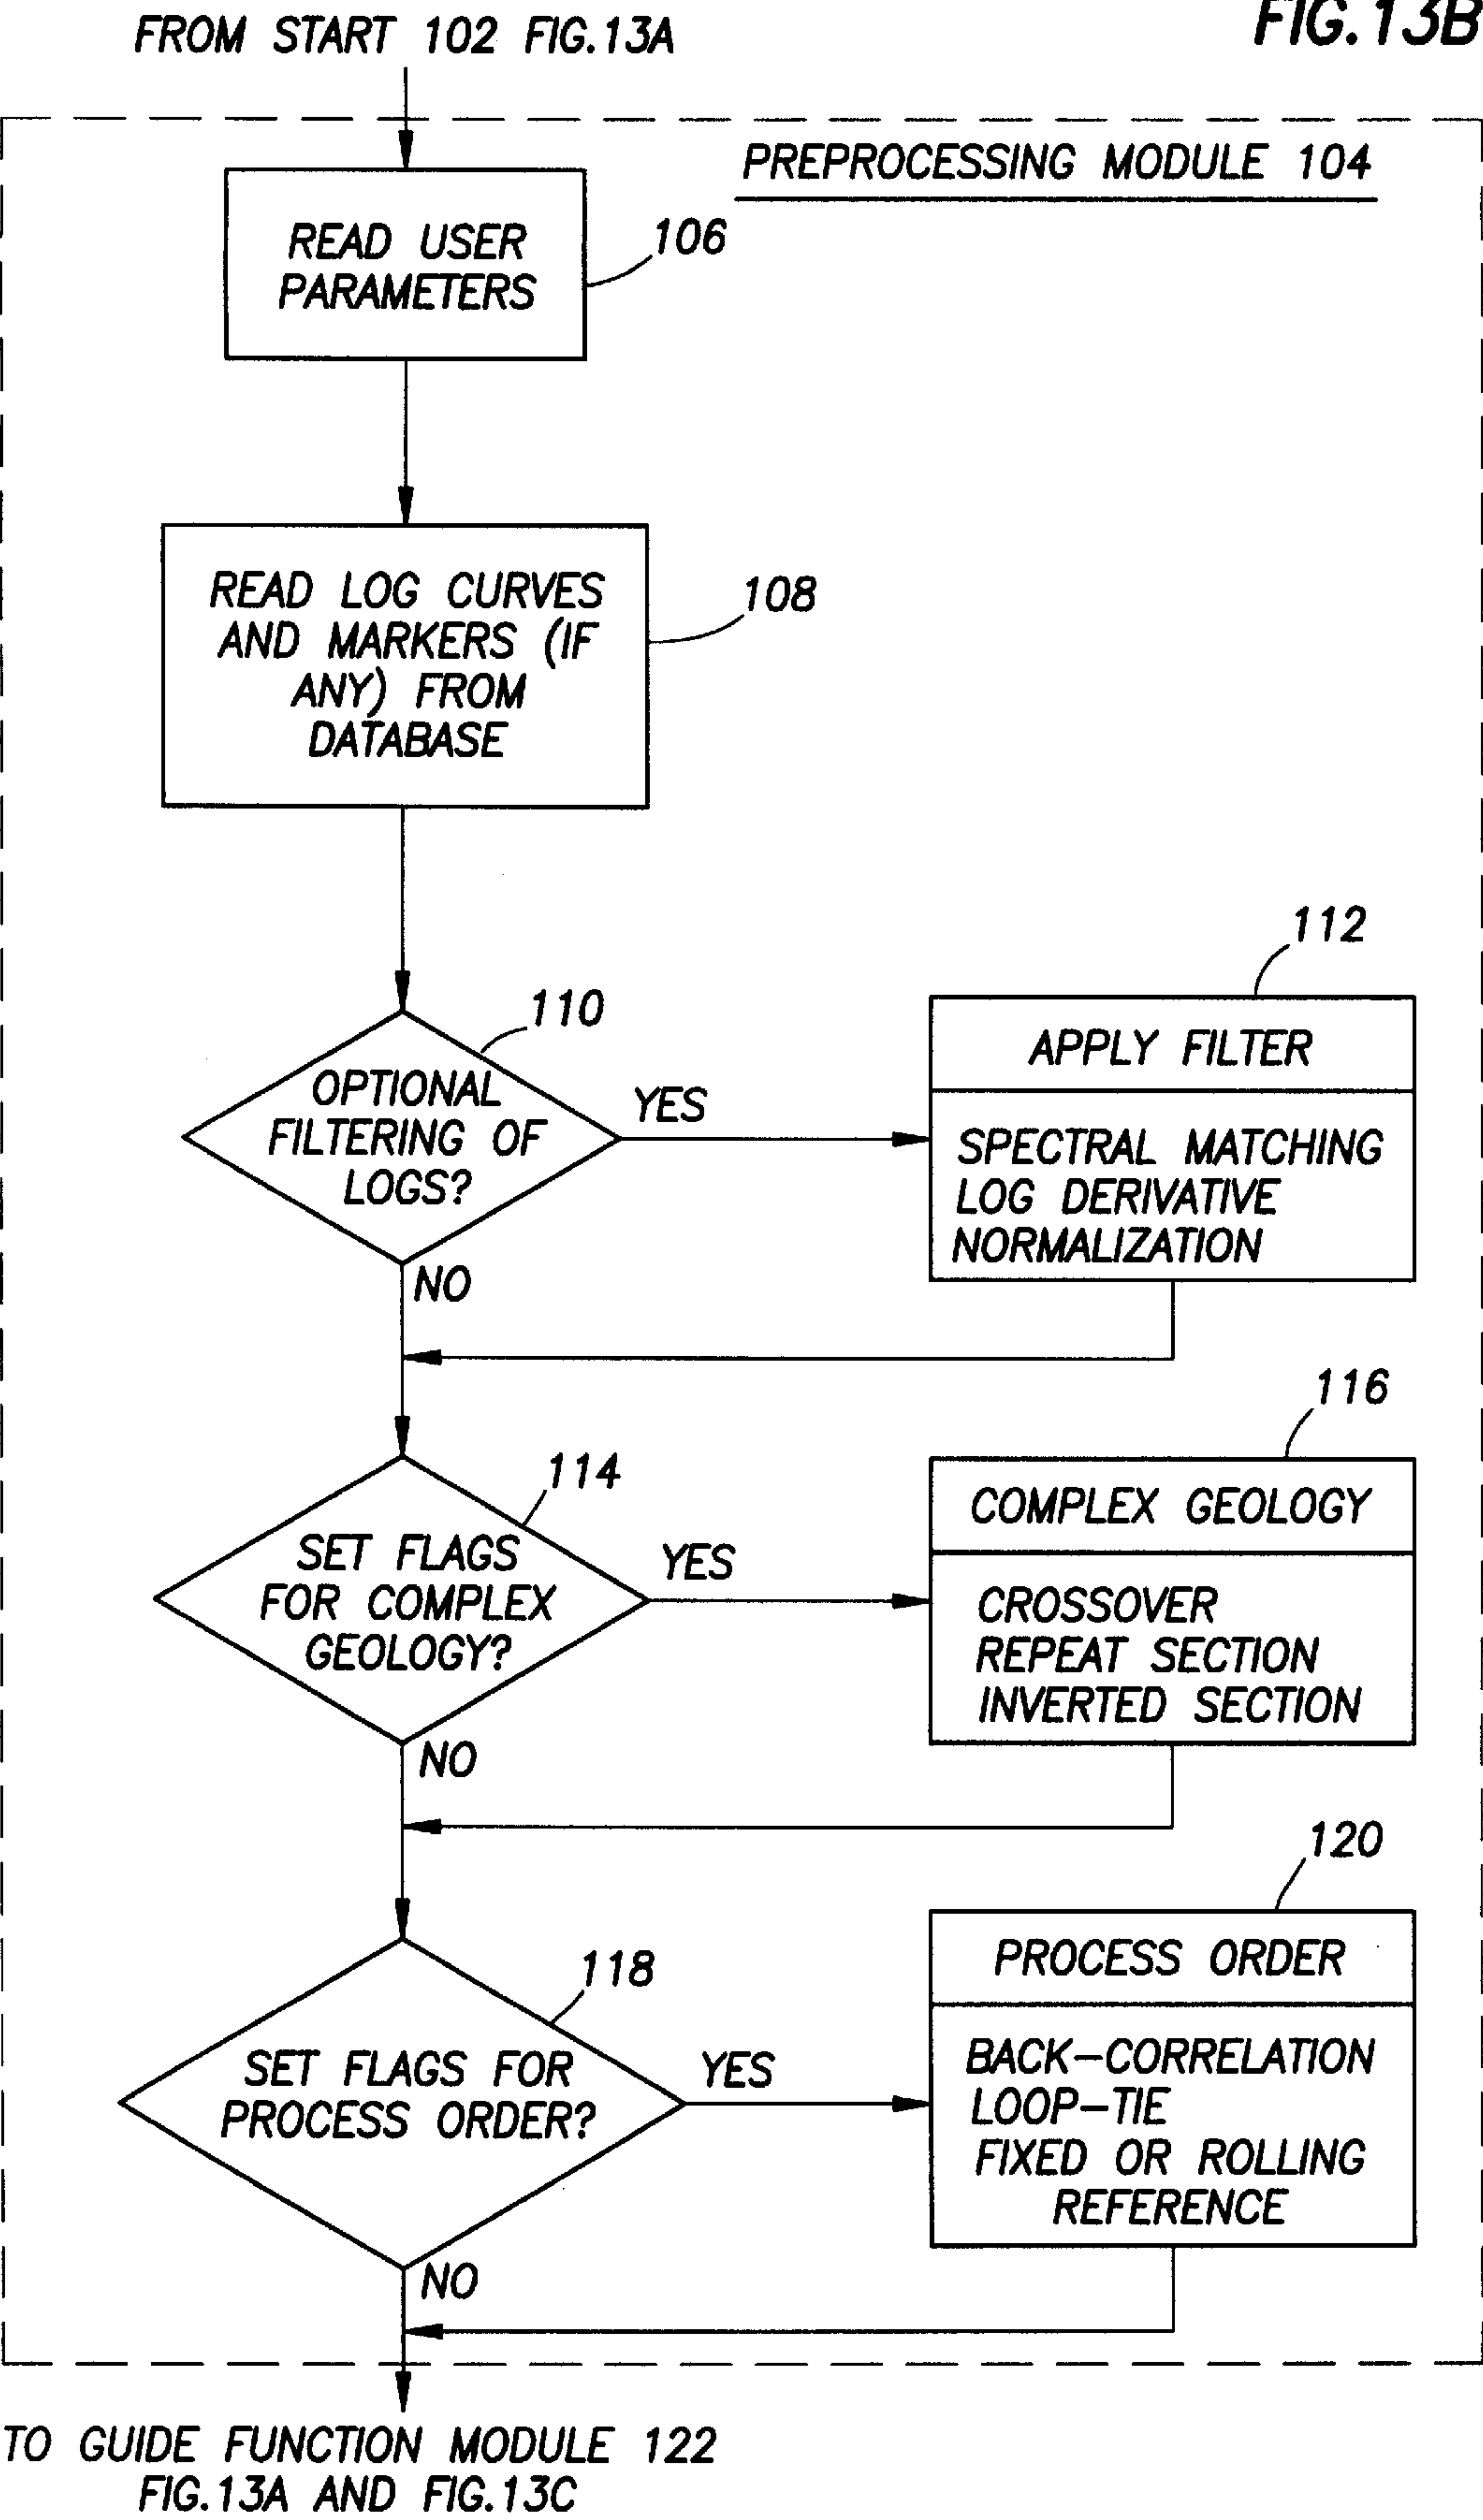 FROM START 102 FIG.13A
FIG.13B
PREPROCESSING MODULE 104
READ USER
PARAMETERS
106
READ LOG CURVES
AND MARKERS (IF
ANY) FROM
DATABASE
108
110
OPTIONAL
FILTERING OF
LOGS?
YES
NO
112
APPLY FILTER
SPECTRAL MATCHING
LOG DERIVATIVE
NORMALIZATION
114
SET FLAGS
FOR COMPLEX
GEOLOGY?
YES
NO
116
COMPLEX GEOLOGY
CROSSOVER
REPEAT SECTION
INVERTED SECTION
118
SET FLAGS FOR
PROCESS ORDER?
YES
NO
120
PROCESS ORDER
BACK-CORRELATION
LOOP-TIE
FIXED OR ROLLING
REFERENCE
TO GUIDE FUNCTION MODULE 122
FIG.13A AND FIG.13C